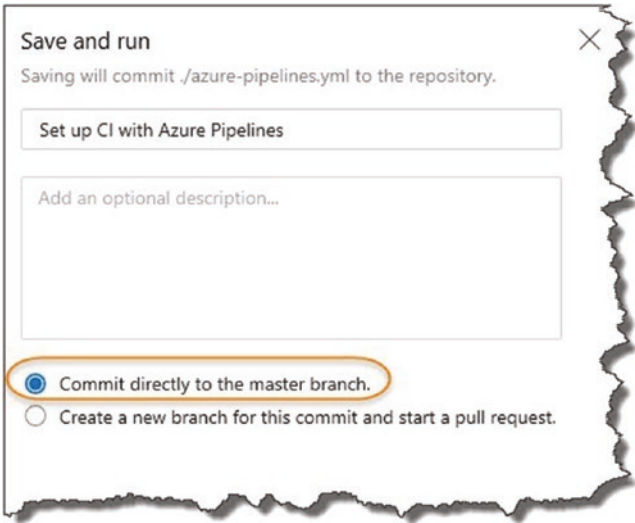 Save and run
Saving will commit ./azure-pipelines.yml to the repository.
Set up CI with Azure Pipelines
Add an optional description...
Commit directly to the master branch.
Create a new branch for this commit and start a pull request.